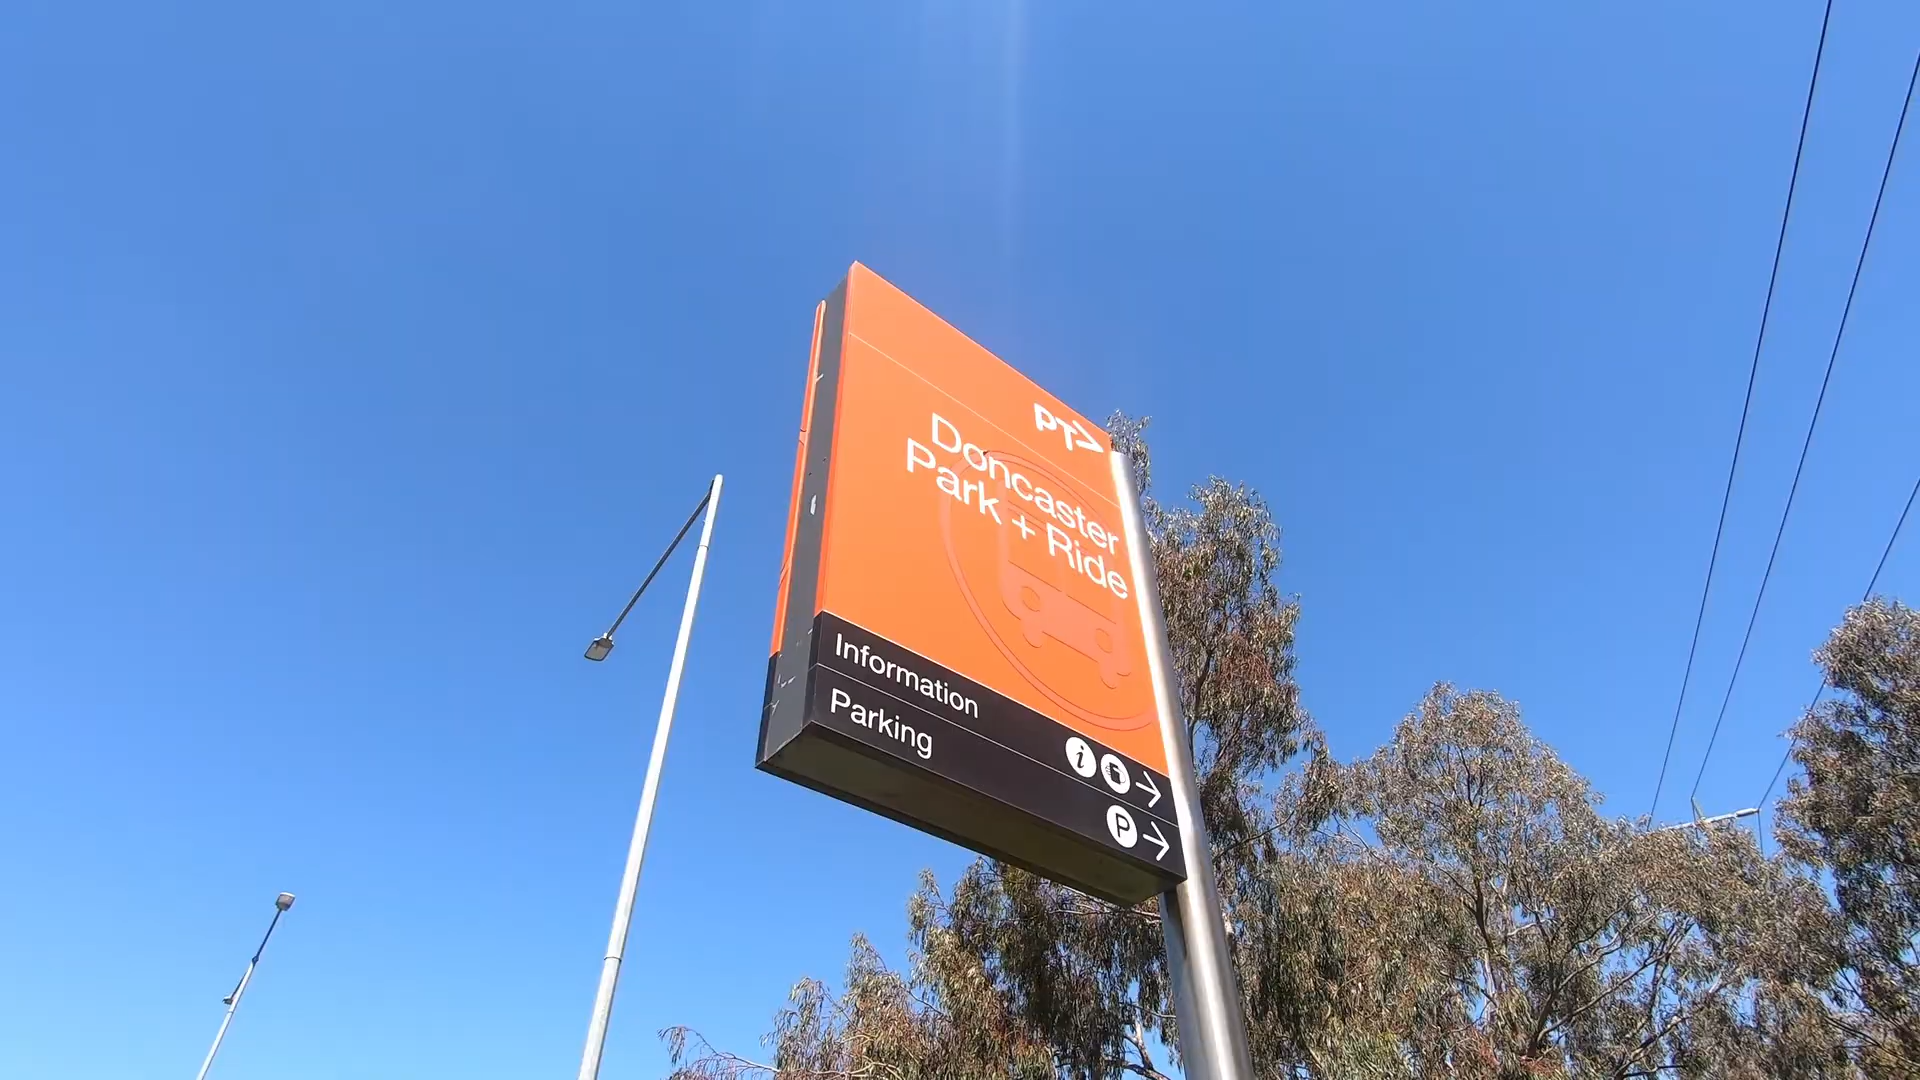 PT>
Doncaster
Park + Ride
Information
i
Parking
P